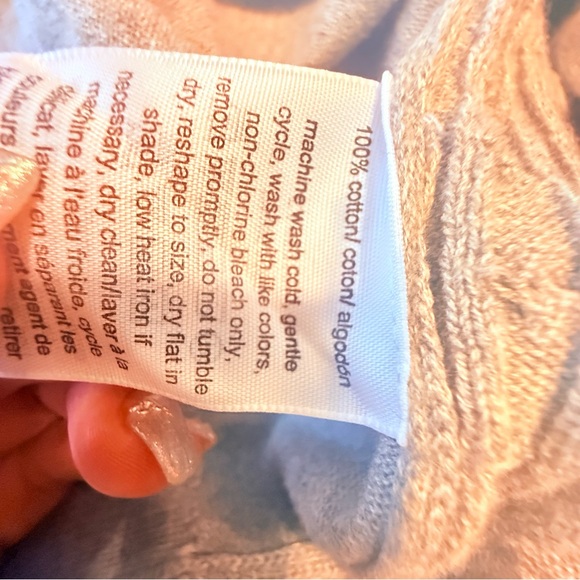 100% cotton/ coton/ algodón
machine wash cold, gentle
cycle, wash with like colors,
non-chlorine bleach only,
remove promptly, do not tumble
dry, reshape to size, dry flat in
shade, low heat iron if
necessary, dry clean/laver à la
machine à l'eau froide, cycle
en séparant les
agent de
retirer